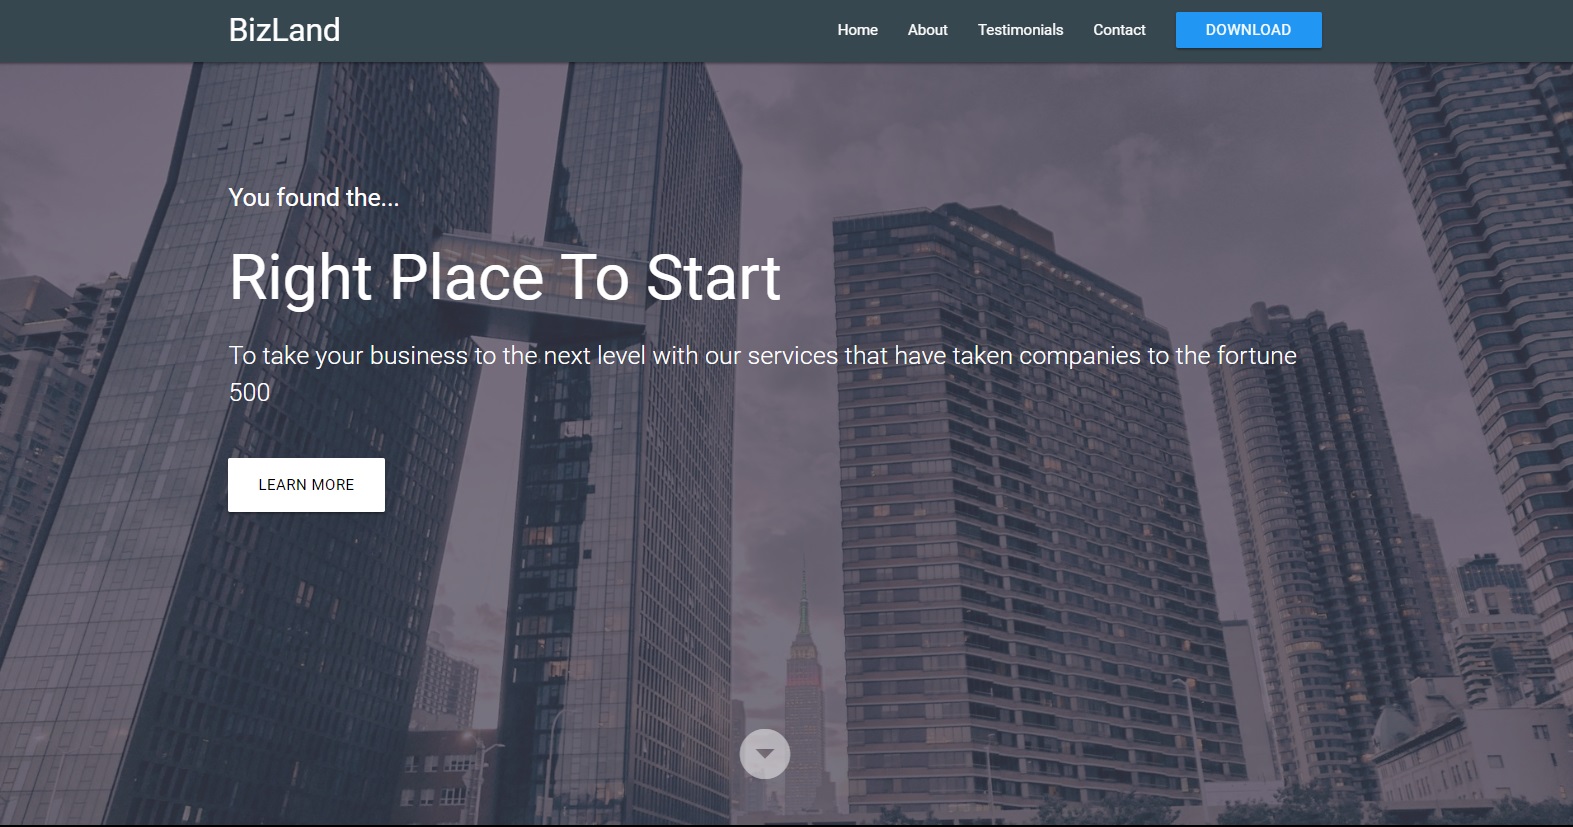 BizLand
Home About Testimonials Contact DOWNLOAD
You found the...
Right Place To Start
To take your business to the next level with our services that have taken companies to the fortune
500
LEARN MORE